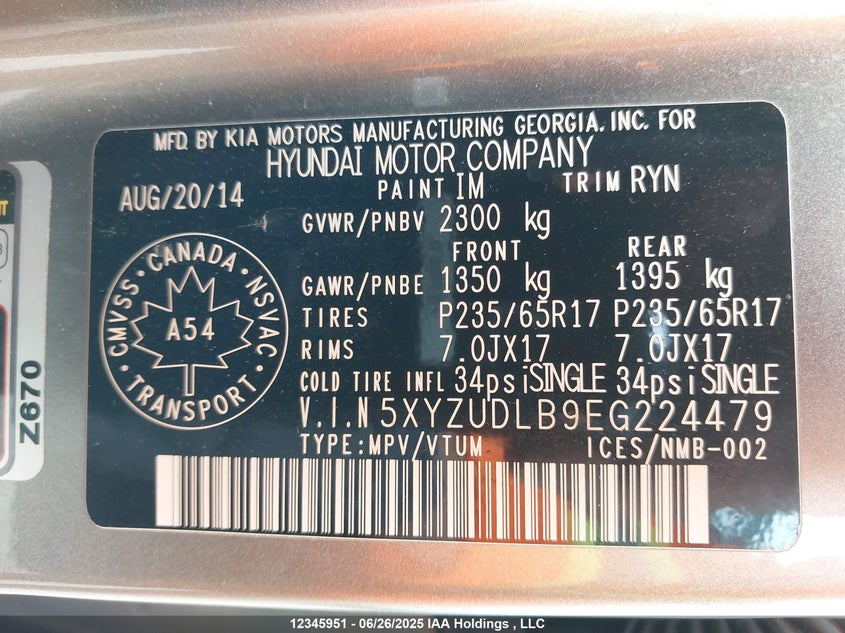 MFD BY KIA MOTORS MANUFACTURING GEORGIA, INC. FOR
HYUNDAI MOTOR COMPANY
AUG/20/14 PAINT IM TRIM RYN
GVWR/PNBV 2300 kg
FRONT REAR
GAWR/PNBE 1350 kg 1395 kg
TIRES P235/65R17 P235/65R17
RIMS 7.0JX17 7.0JX17
COLD TIRE INFL 34psi SINGLE 34psi SINGLE
V.I.N 5XYZUDLB9EG224479
TYPE:MPV/VTUM ICES/NMB-002
CMVSS • CANADA • NSVAC • TRANSPORT •
A54
Z670
12345951 - 06/26/2025 IAA Holdings , LLC